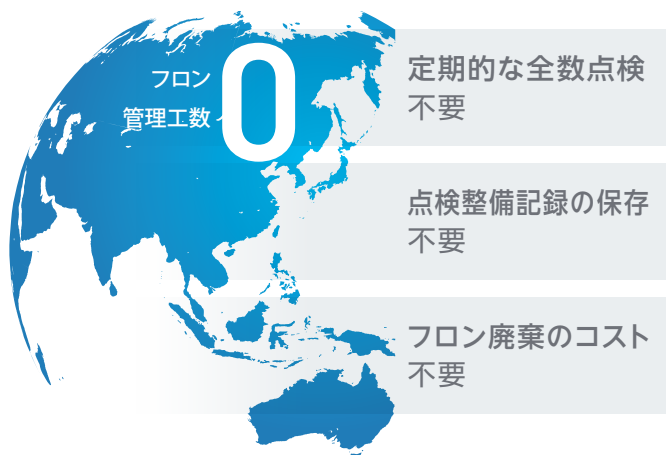 フロン
管理工数
0
定期的な全数点検
不要
点検整備記録の保存
不要
フロン廃棄のコスト
不要